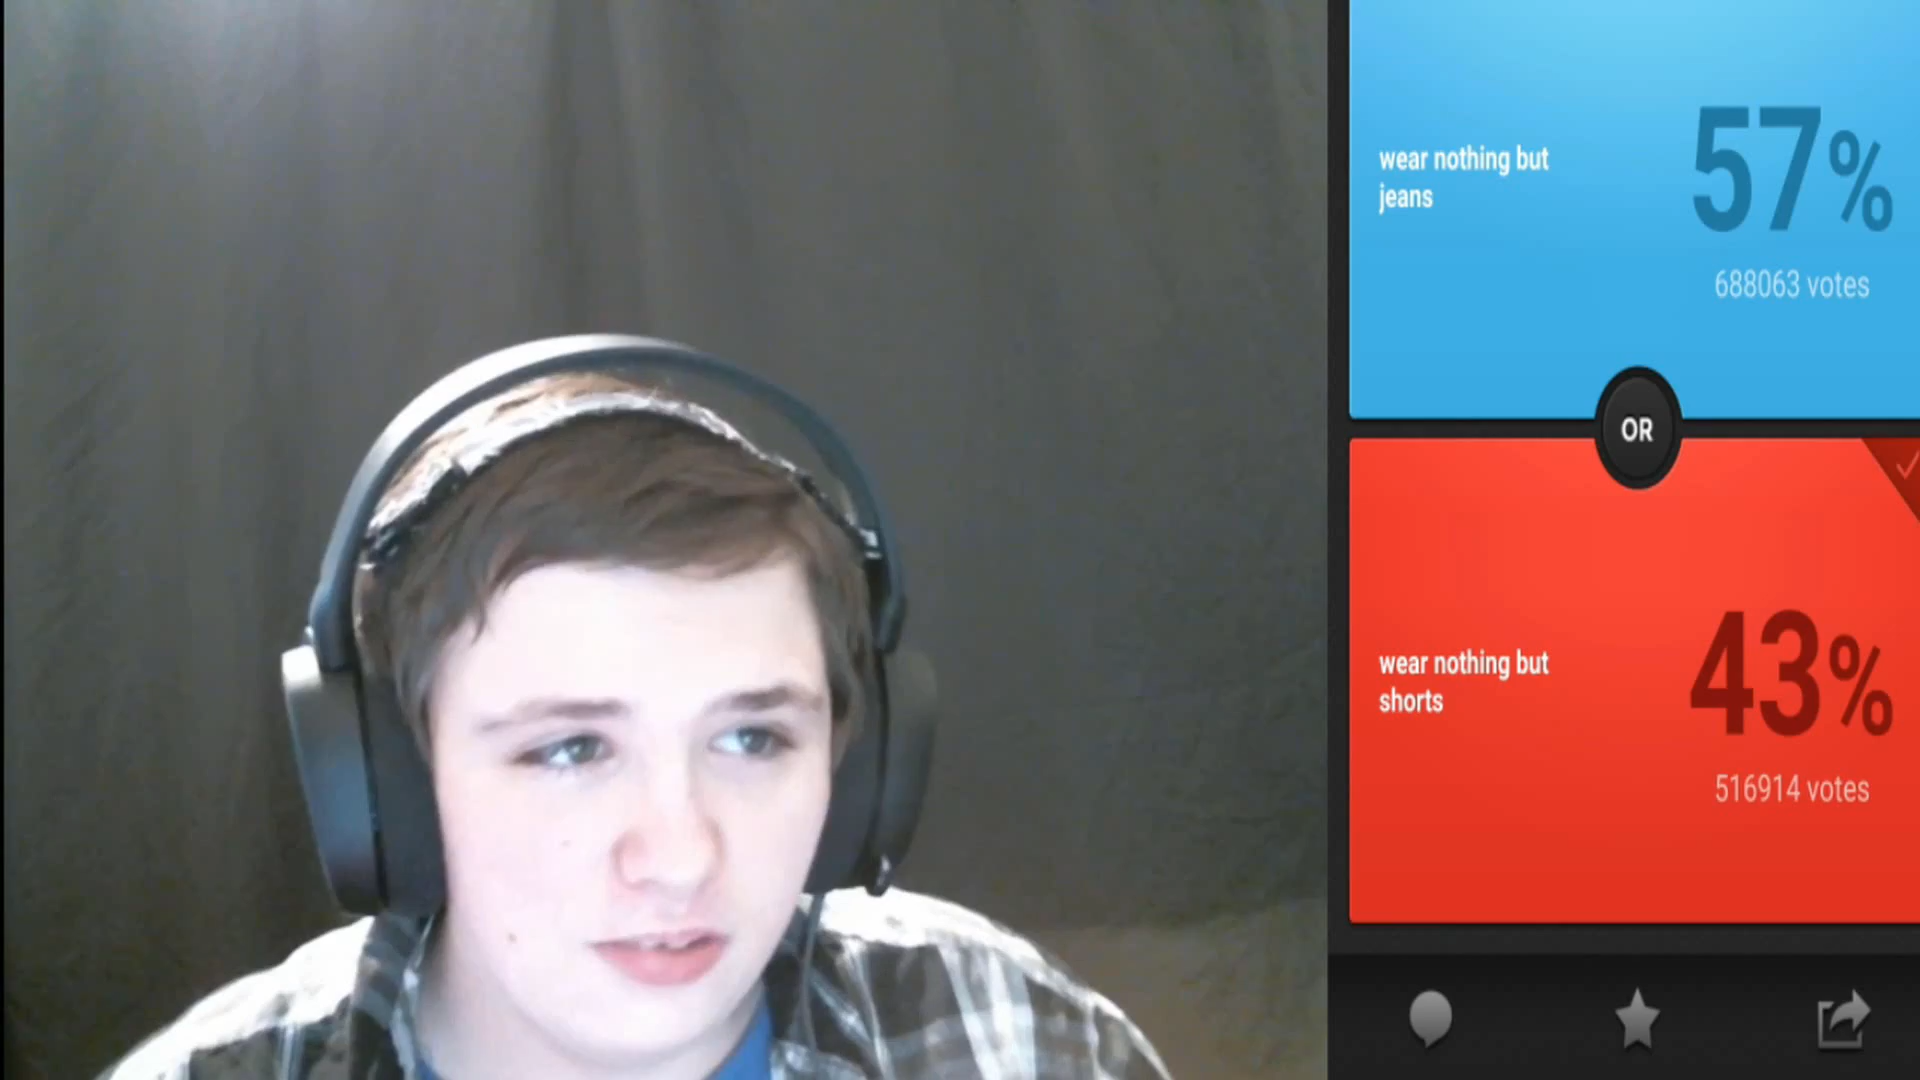 wear nothing but
jeans
57%
688063 votes
OR
wear nothing but
shorts
43%
516914 votes